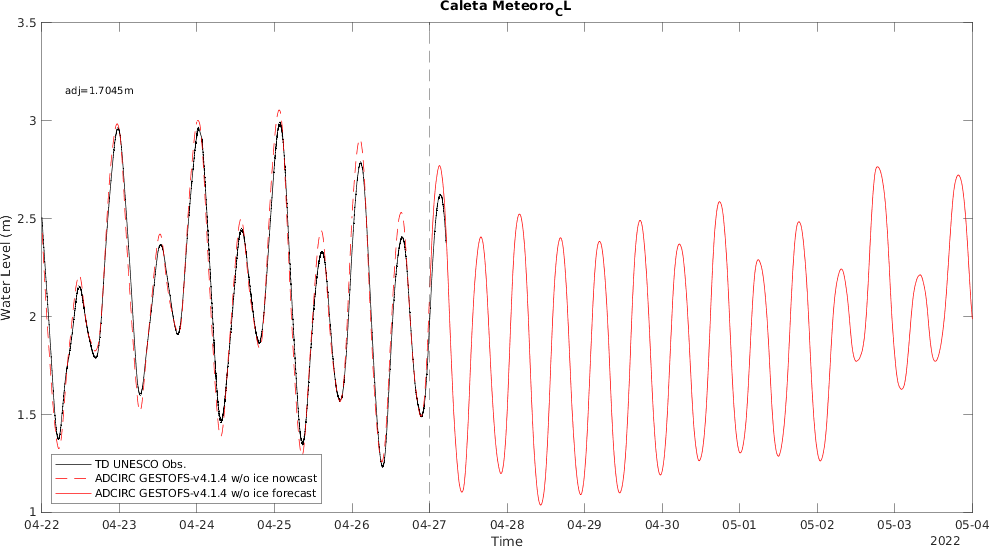 Caleta Meteoro_CL
3.5
adj=1.7045m
3
2.5
Water Level (m)
2
1.5
TD UNESCO Obs.
ADCIRC GESTOFS-v4.1.4 w/o ice nowcast
ADCIRC GESTOFS-v4.1.4 w/o ice forecast
1
04-22 04-23 04-24 04-25 04-26 04-27 04-28 04-29 04-30 05-01 05-02 05-03 05-04
Time
2022